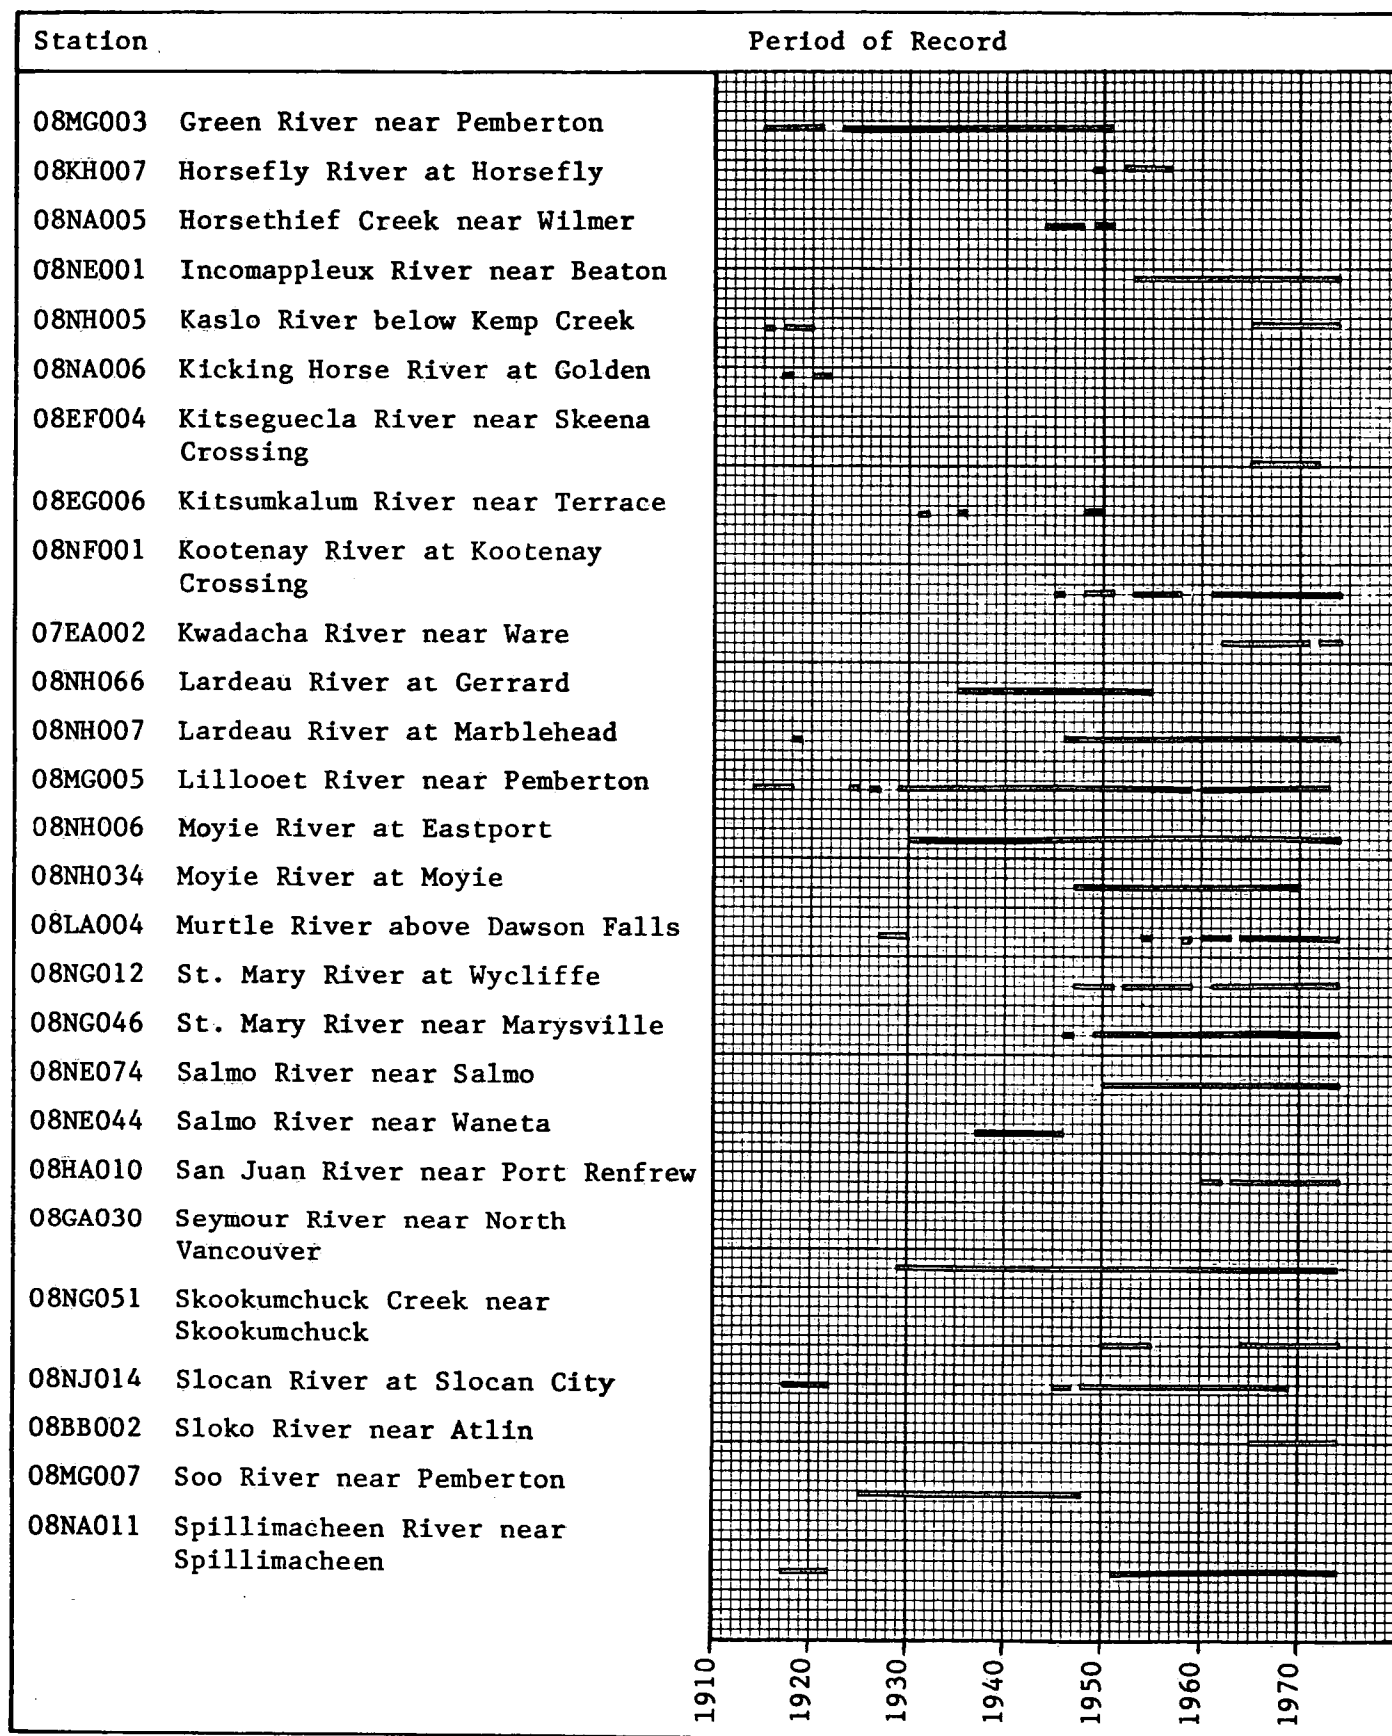 Station Period of Record
08MG003 Green River near Pemberton
08KH007 Horsefly River at Horsefly
08NA005 Horsethief Creek near Wilmer
08NE001 Incomappleux River near Beaton
08NH005 Kaslo River below Kemp Creek
08NA006 Kicking Horse River at Golden
08EF004 Kitseguecla River near Skeena
Crossing
08EG006 Kitsumkalum River near Terrace
08NF001 Kootenay River at Kootenay
Crossing
07EA002 Kwadacha River near Ware
08NH066 Lardeau River at Gerrard
08NH007 Lardeau River at Marblehead
08MG005 Lillooet River near Pemberton
08NH006 Moyie River at Eastport
08NH034 Moyie River at Moyie
08LA004 Murtle River above Dawson Falls
08NG012 St. Mary River at Wycliffe
08NG046 St. Mary River near Marysville
08NE074 Salmo River near Salmo
08NE044 Salmo River near Waneta
08HA010 San Juan River near Port Renfrew
08GA030 Seymour River near North
Vancouver
08NG051 Skookumchuck Creek near
Skookumchuck
08NJ014 Slocan River at Slocan City
08BB002 Sloko River near Atlin
08MG007 Soo River near Pemberton
08NA011 Spillimacheen River near
Spillimacheen
1910 1920 1930 1940 1950 1960 1970